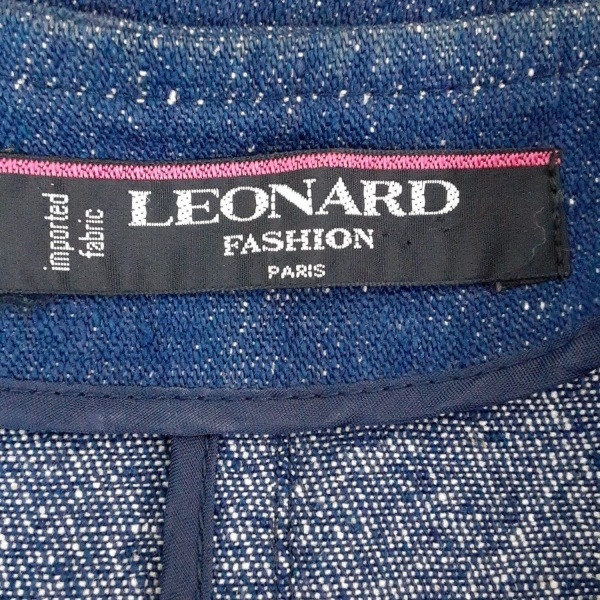 imported
fabric
LEONARD
FASHION
PARIS